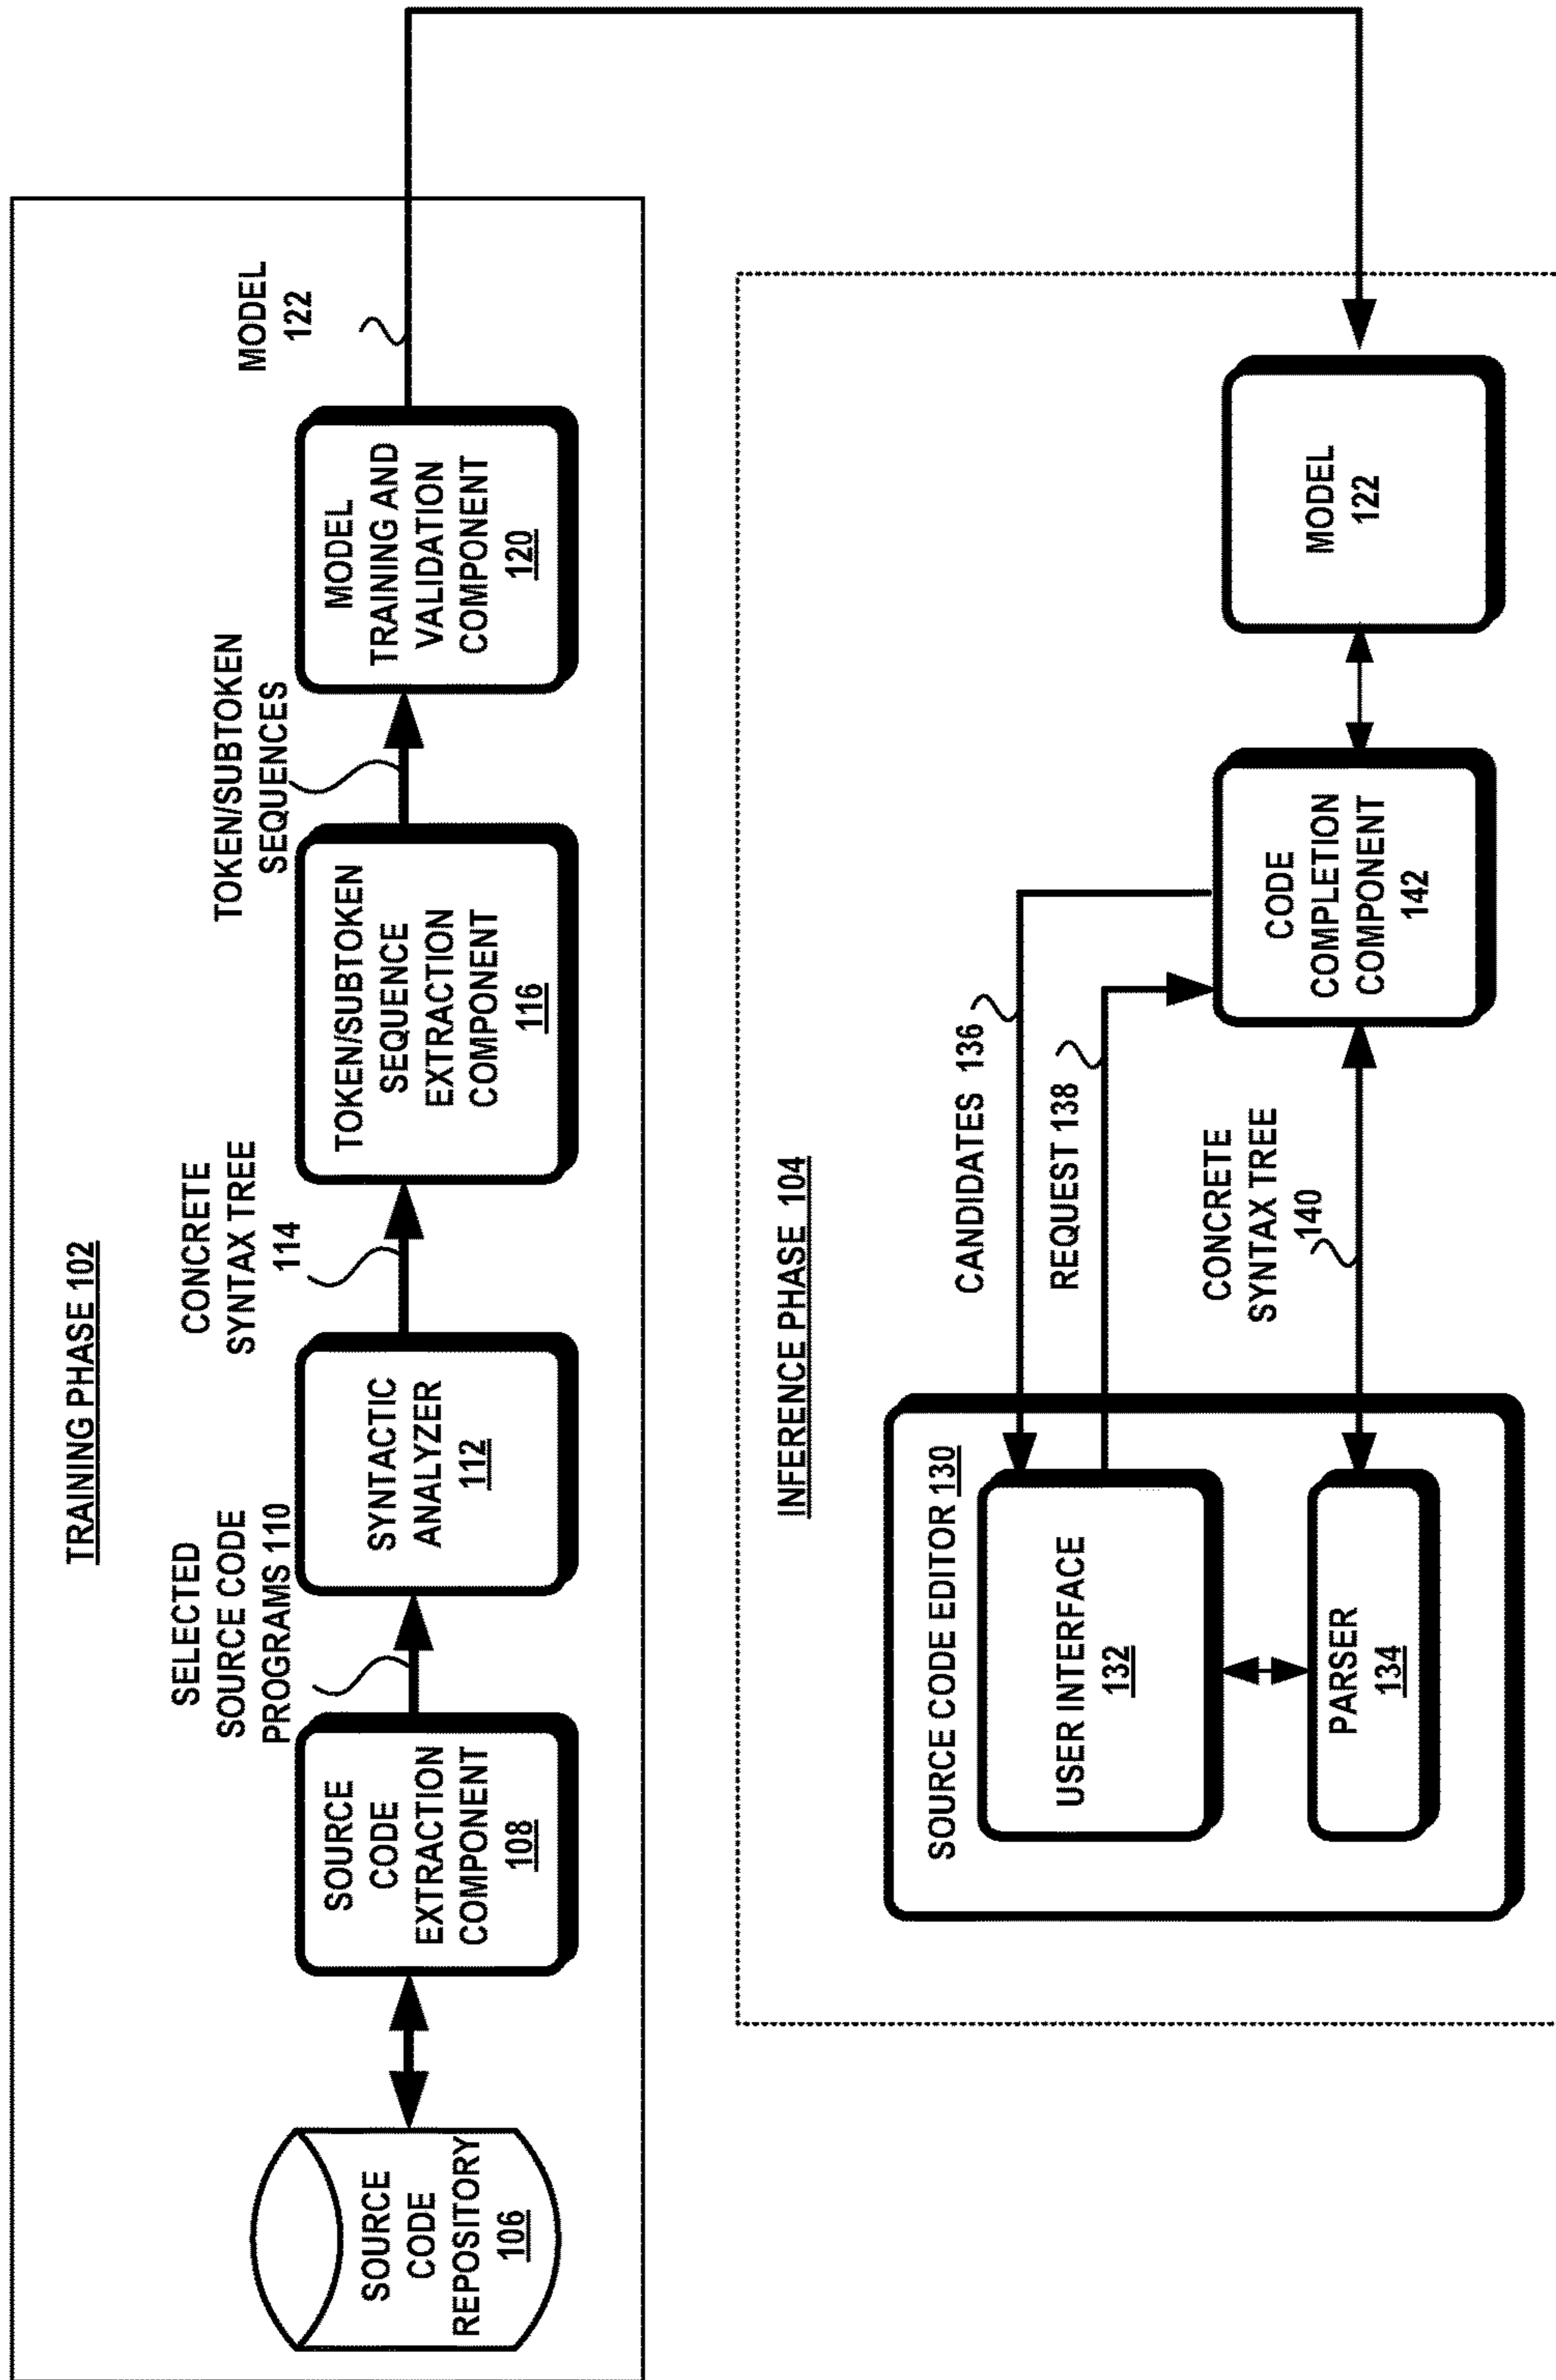 TRAINING PHASE 102
SOURCE
CODE
REPOSITORY
106
SOURCE
CODE
EXTRACTION
COMPONENT
108
SELECTED
SOURCE CODE
PROGRAMS 110
SYNTACTIC
ANALYZER
112
CONCRETE
SYNTAX TREE
114
TOKEN/SUBTOKEN
SEQUENCE
EXTRACTION
COMPONENT
116
TOKEN/SUBTOKEN
SEQUENCES
MODEL
TRAINING AND
VALIDATION
COMPONENT
120
MODEL
122
INFERENCE PHASE 104
SOURCE CODE EDITOR 130
USER INTERFACE
132
PARSER
134
CANDIDATES 136
REQUEST 138
CONCRETE
SYNTAX TREE
140
CODE
COMPLETION
COMPONENT
142
MODEL
122